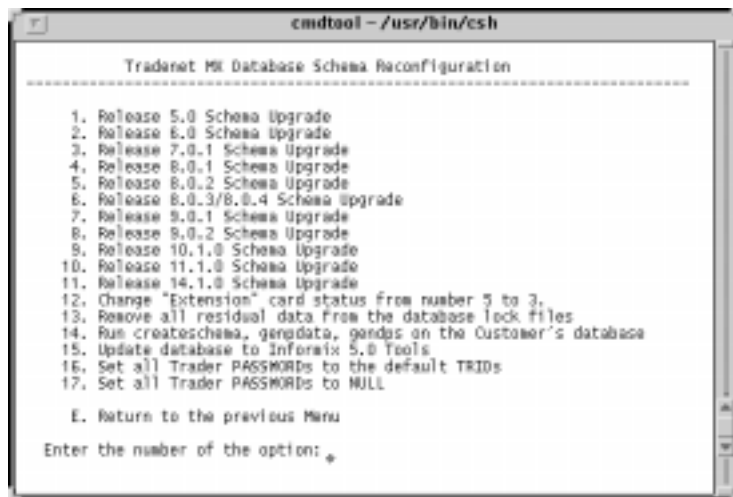 cmdtool - /usr/bin/csh
Tradenet MX Database Schema Reconfiguration
--------------------------------------------------------------------------------
1. Release 5.0 Schema Upgrade
2. Release 6.0 Schema Upgrade
3. Release 7.0.1 Schema Upgrade
4. Release 8.0.1 Schema Upgrade
5. Release 8.0.2 Schema Upgrade
6. Release 8.0.3/8.0.4 Schema Upgrade
7. Release 9.0.1 Schema Upgrade
8. Release 9.0.2 Schema Upgrade
9. Release 10.1.0 Schema Upgrade
10. Release 11.1.0 Schema Upgrade
11. Release 14.1.0 Schema Upgrade
12. Change "Extension" card status from number 5 to 3.
13. Remove all residual data from the database lock files
14. Run createschema, genpdata, gendps on the Customer's database
15. Update database to Informix 5.0 Tools
16. Set all Trader PASSWORDs to the default TRIDs
17. Set all Trader PASSWORDs to NULL
E. Return to the previous Menu
Enter the number of the option: